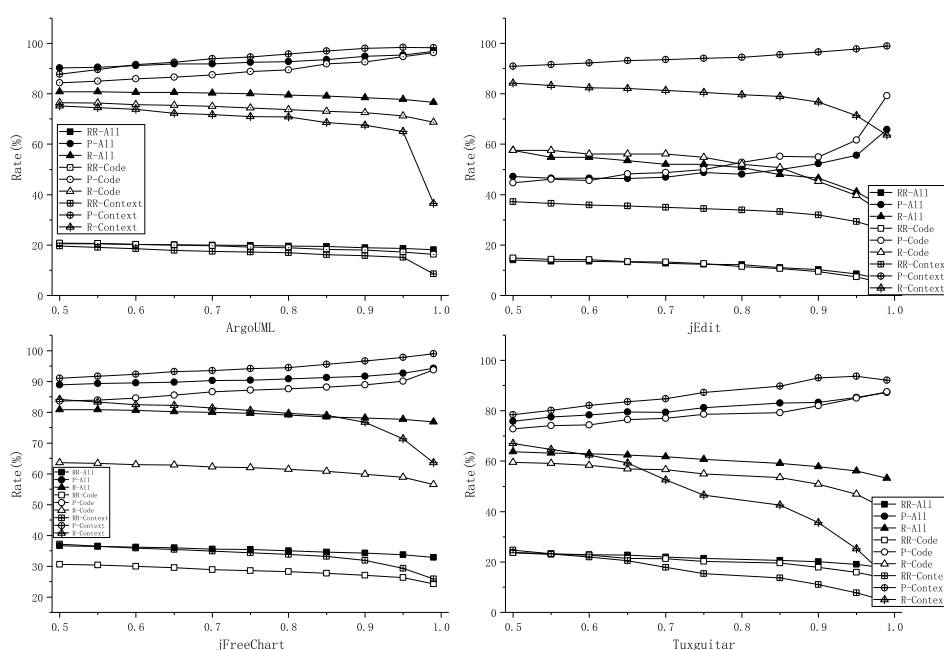 100
80
60
40
20
0
Rate(%)
RR-All
P-All
R-All
RR-Code
P-Code
R-Code
RR-Context
P-Context
R-Context
0.5 0.6 0.7 0.8 0.9 1.0
ArgoUML
100
80
60
40
20
0
Rate(%)
RR-All
P-All
R-All
RR-Code
P-Code
R-Code
RR-Contex
P-Context
R-Context
0.5 0.6 0.7 0.8 0.9 1.0
jEdit
100
90
80
70
60
50
40
30
20
Rate(%)
RR-All
P-All
R-All
RR-Code
P-Code
R-Code
RR-Context
P-Context
R-Context
0.5 0.6 0.7 0.8 0.9 1.0
jFreeChart
100
80
60
40
20
0
Rate(%)
RR-All
P-All
R-All
RR-Code
P-Code
R-Code
RR-Conte
P-Contex
R-Contex
0.5 0.6 0.7 0.8 0.9 1.0
Tuxguitar